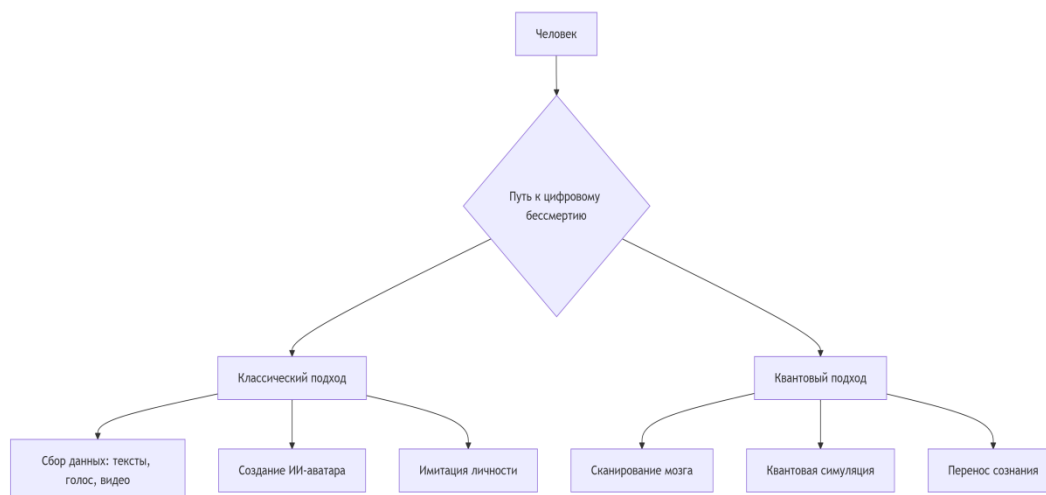 Человек
Путь к цифровому
бессмертию
Классический подход
Квантовый подход
Сбор данных: тексты,
голос, видео
Создание ИИ-аватара
Имитация личности
Сканирование мозга
Квантовая симуляция
Перенос сознания